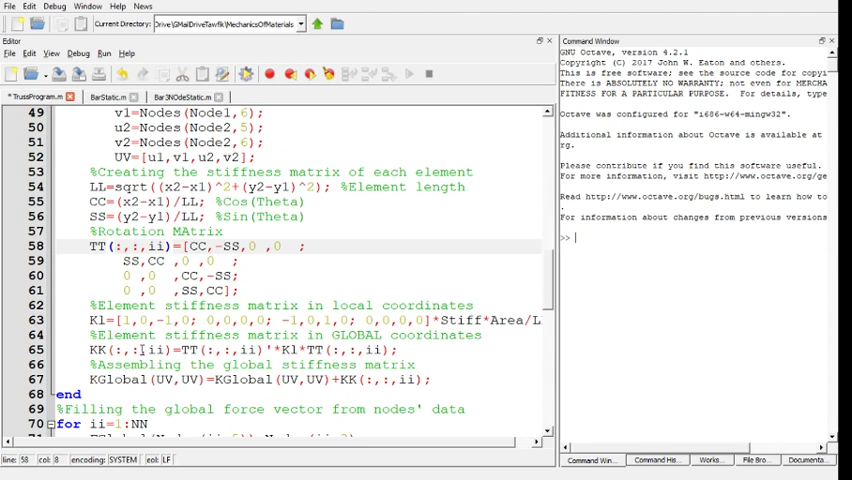 File Edit Debug Window Help News
Current Directory: Drive\GMailDriveTawfik\MechanicsOfMaterials
Editor
File Edit View Debug Run Help
* TrussProgram.m BarStatic.m Bar3NOdeStatic.m
49 v1=Nodes(Node1,6);
50 u2=Nodes(Node2,5);
51 v2=Nodes(Node2,6);
52 UV=[u1,v1,u2,v2];
53 %Creating the stiffness matrix of each element
54 LL=sqrt((x2-x1)^2+(y2-y1)^2); %Element length
55 CC=(x2-x1)/LL; %Cos(Theta)
56 SS=(y2-y1)/LL; %Sin(Theta)
57 %Rotation MAtrix
58 TT(:,:,ii)=[CC,-SS,0 ,0 ;
59 SS,CC ,0 ,0 ;
60 0 ,0 ,CC,-SS;
61 0 ,0 ,SS,CC];
62 %Element stiffness matrix in local coordinates
63 Kl=[1,0,-1,0; 0,0,0,0; -1,0,1,0; 0,0,0,0]*Stiff*Area/L
64 %Element stiffness matrix in GLOBAL coordinates
65 KK(:,:,ii)=TT(:,:,ii)'*Kl*TT(:,:,ii);
66 %Assembling the global stiffness matrix
67 KGlobal(UV,UV)=KGlobal(UV,UV)+KK(:,:,ii);
68 end
69 %Filling the global force vector from nodes' data
70 for ii=1:NN
71
line: 58 col: 8 encoding: SYSTEM eol: LF
Command Window
GNU Octave, version 4.2.1
Copyright (C) 2017 John W. Eaton and others.
This is free software; see the source code for copyi
There is ABSOLUTELY NO WARRANTY; not even for MERCHA
FITNESS FOR A PARTICULAR PURPOSE. For details, type
Octave was configured for "i686-w64-mingw32".
Additional information about Octave is available at
rg.
Please contribute if you find this software useful.
For more information, visit http://www.octave.org/ge
Read http://www.octave.org/bugs.html to learn how to
.
For information about changes from previous versions
>>
Command Win... Command His... Works... File Bro... Documenta...